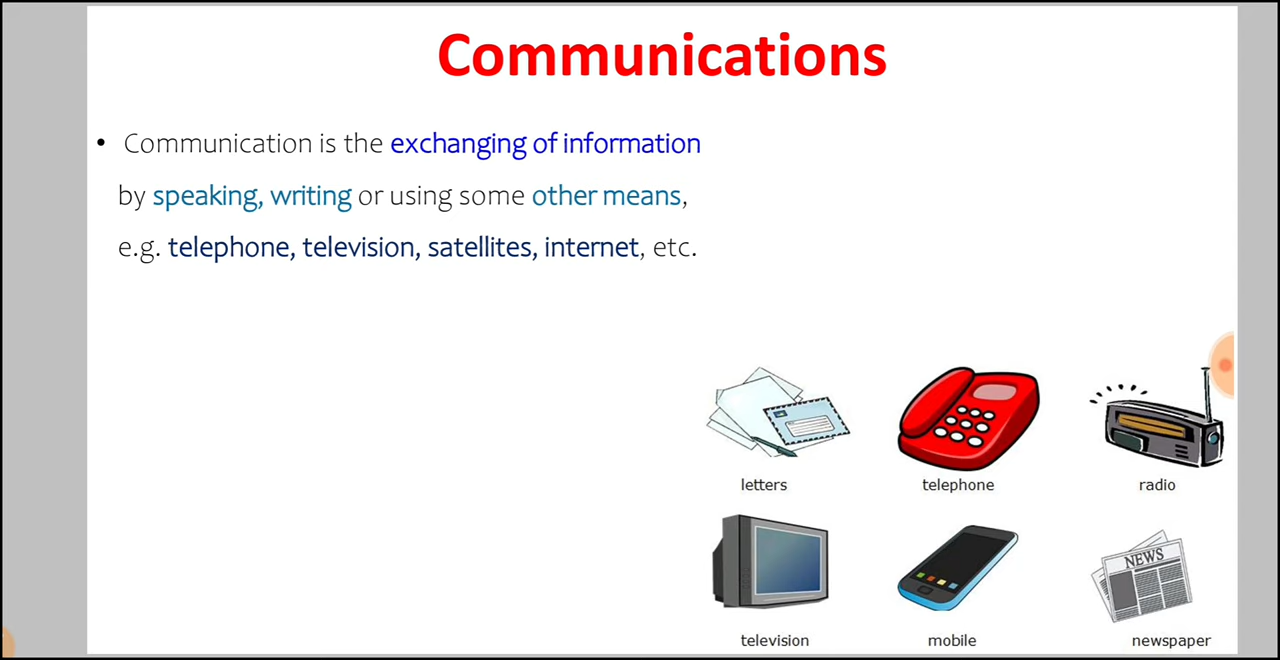 Communications
• Communication is the exchanging of information
by speaking, writing or using some other means,
e.g. telephone, television, satellites, internet, etc.
letters
telephone
radio
NEWS
television
mobile
newspaper